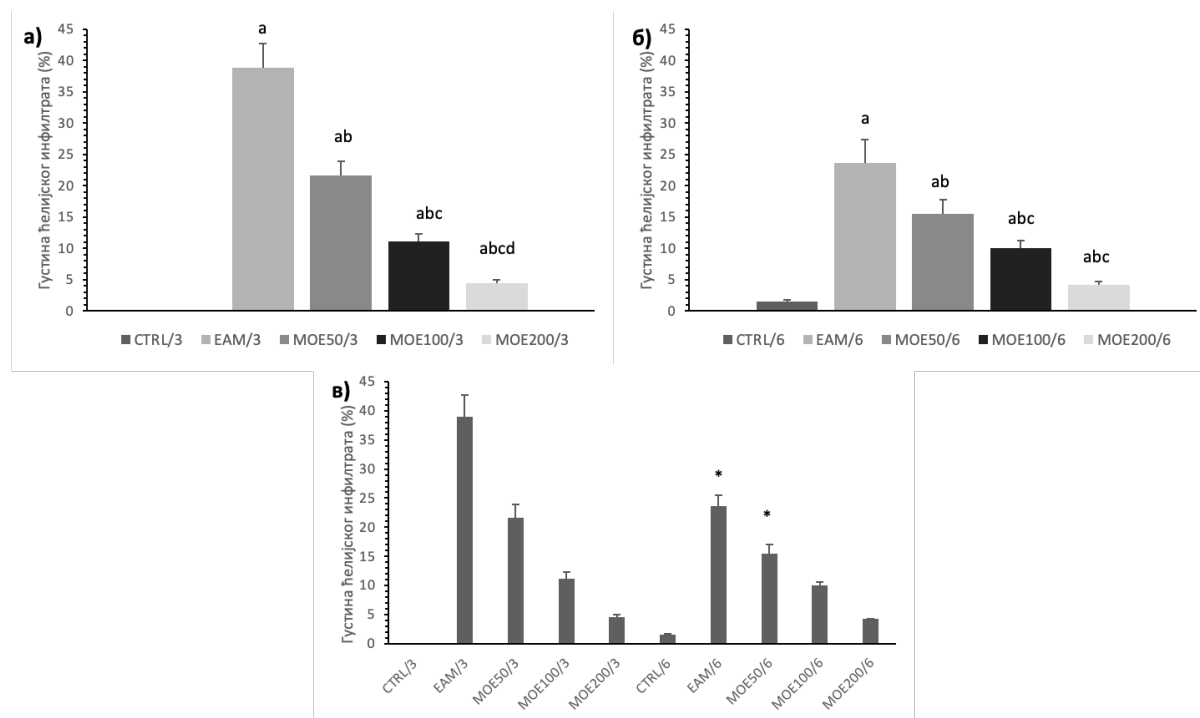 а)
Густина ћелијског инфилтрата (%)
45
40
35
30
25
20
15
10
5
0
a
ab
abc
abcd
CTRL/3 EAM/3 MOE50/3 MOE100/3 MOE200/3
б)
Густина ћелијског инфилтрата (%)
45
40
35
30
25
20
15
10
5
0
a
ab
abc
abc
CTRL/6 EAM/6 MOE50/6 MOE100/6 MOE200/6
в)
Густина ћелијског инфилтрата (%)
45
40
35
30
25
20
15
10
5
0
*
*
CTRL/3
EAM/3
MOE50/3
MOE100/3
MOE200/3
CTRL/6
EAM/6
MOE50/6
MOE100/6
MOE200/6